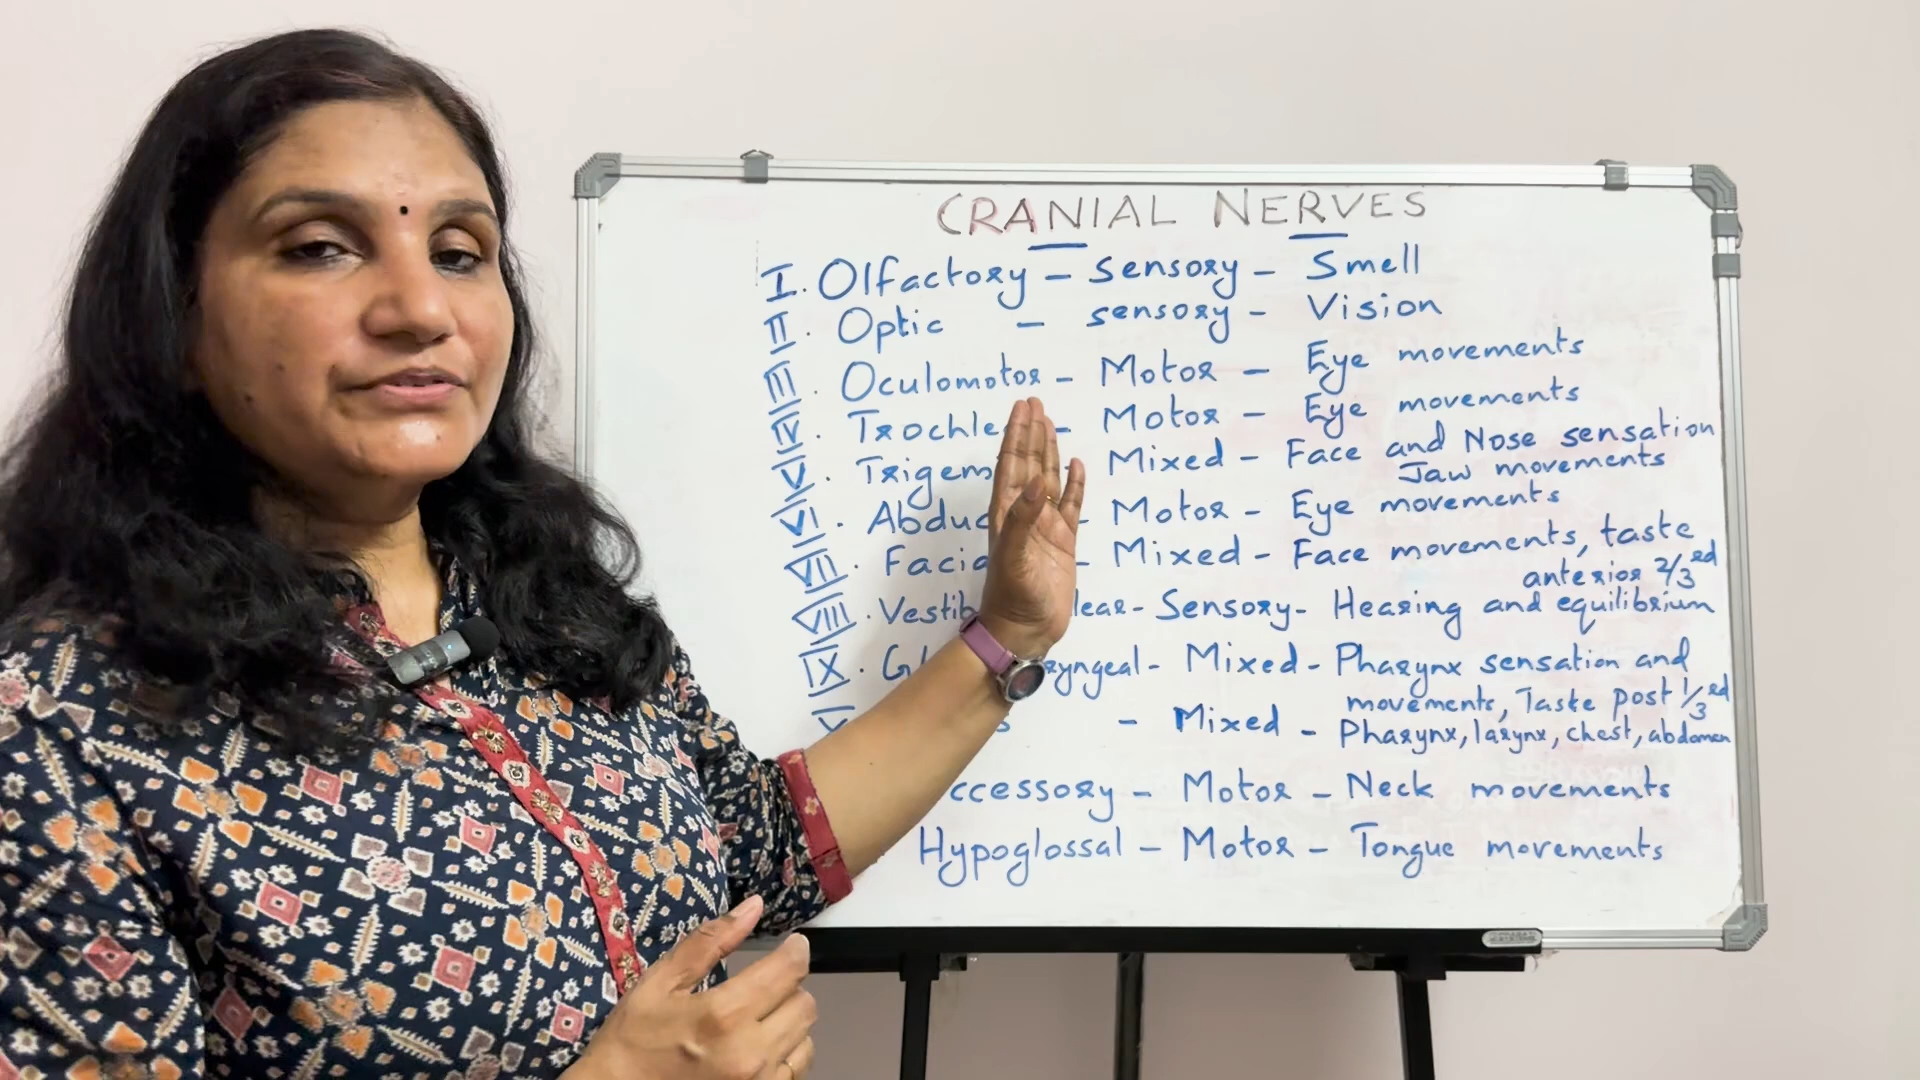 CRANIAL NERVES
I. Olfactory - Sensory - Smell
II. Optic - sensory - Vision
III. Oculomotor - Motor - Eye movements
IV. Trochle - Motor - Eye movements
V. Trigem - Mixed - Face and Nose sensation
Jaw movements
VI. Abduc - Motor - Eye movements
VII. Facia - Mixed - Face movements, taste
anterior 2/3rd
VIII. Vestib lear - Sensory - Hearing and equilibrium
IX. Gl ryngeal - Mixed - Pharynx sensation and
movements, Taste post 1/3rd
s - Mixed - Pharynx, larynx, chest, abdomen
ccessory - Motor - Neck movements
Hypoglossal - Motor - Tongue movements